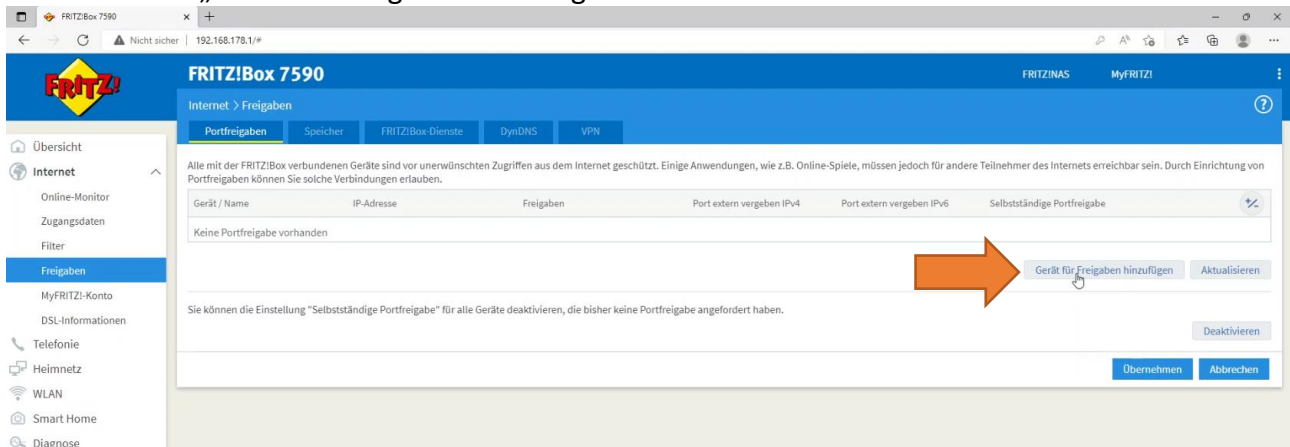 FRITZ!Box 7590
Nicht sicher | 192.168.178.1/#
FRITZ!
FRITZ!Box 7590
FRITZ!NAS
MyFRITZ!
Internet > Freigaben
Portfreigaben
Speicher
FRITZ!Box-Dienste
DynDNS
VPN
Übersicht
Internet
Online-Monitor
Zugangsdaten
Filter
Freigaben
MyFRITZ!-Konto
DSL-Informationen
Telefonie
Heimnetz
WLAN
Smart Home
Diagnose
Alle mit der FRITZ!Box verbundenen Geräte sind vor unerwünschten Zugriffen aus dem Internet geschützt. Einige Anwendungen, wie z.B. Online-Spiele, müssen jedoch für andere Teilnehmer des Internets erreichbar sein. Durch Einrichtung von
Portfreigaben können Sie solche Verbindungen erlauben.
Gerät / Name
IP-Adresse
Freigaben
Port extern vergeben IPv4
Port extern vergeben IPv6
Selbstständige Portfreigabe
Keine Portfreigabe vorhanden
Gerät für Freigaben hinzufügen
Aktualisieren
Sie können die Einstellung "Selbstständige Portfreigabe" für alle Geräte deaktivieren, die bisher keine Portfreigabe angefordert haben.
Deaktivieren
Übernehmen
Abbrechen